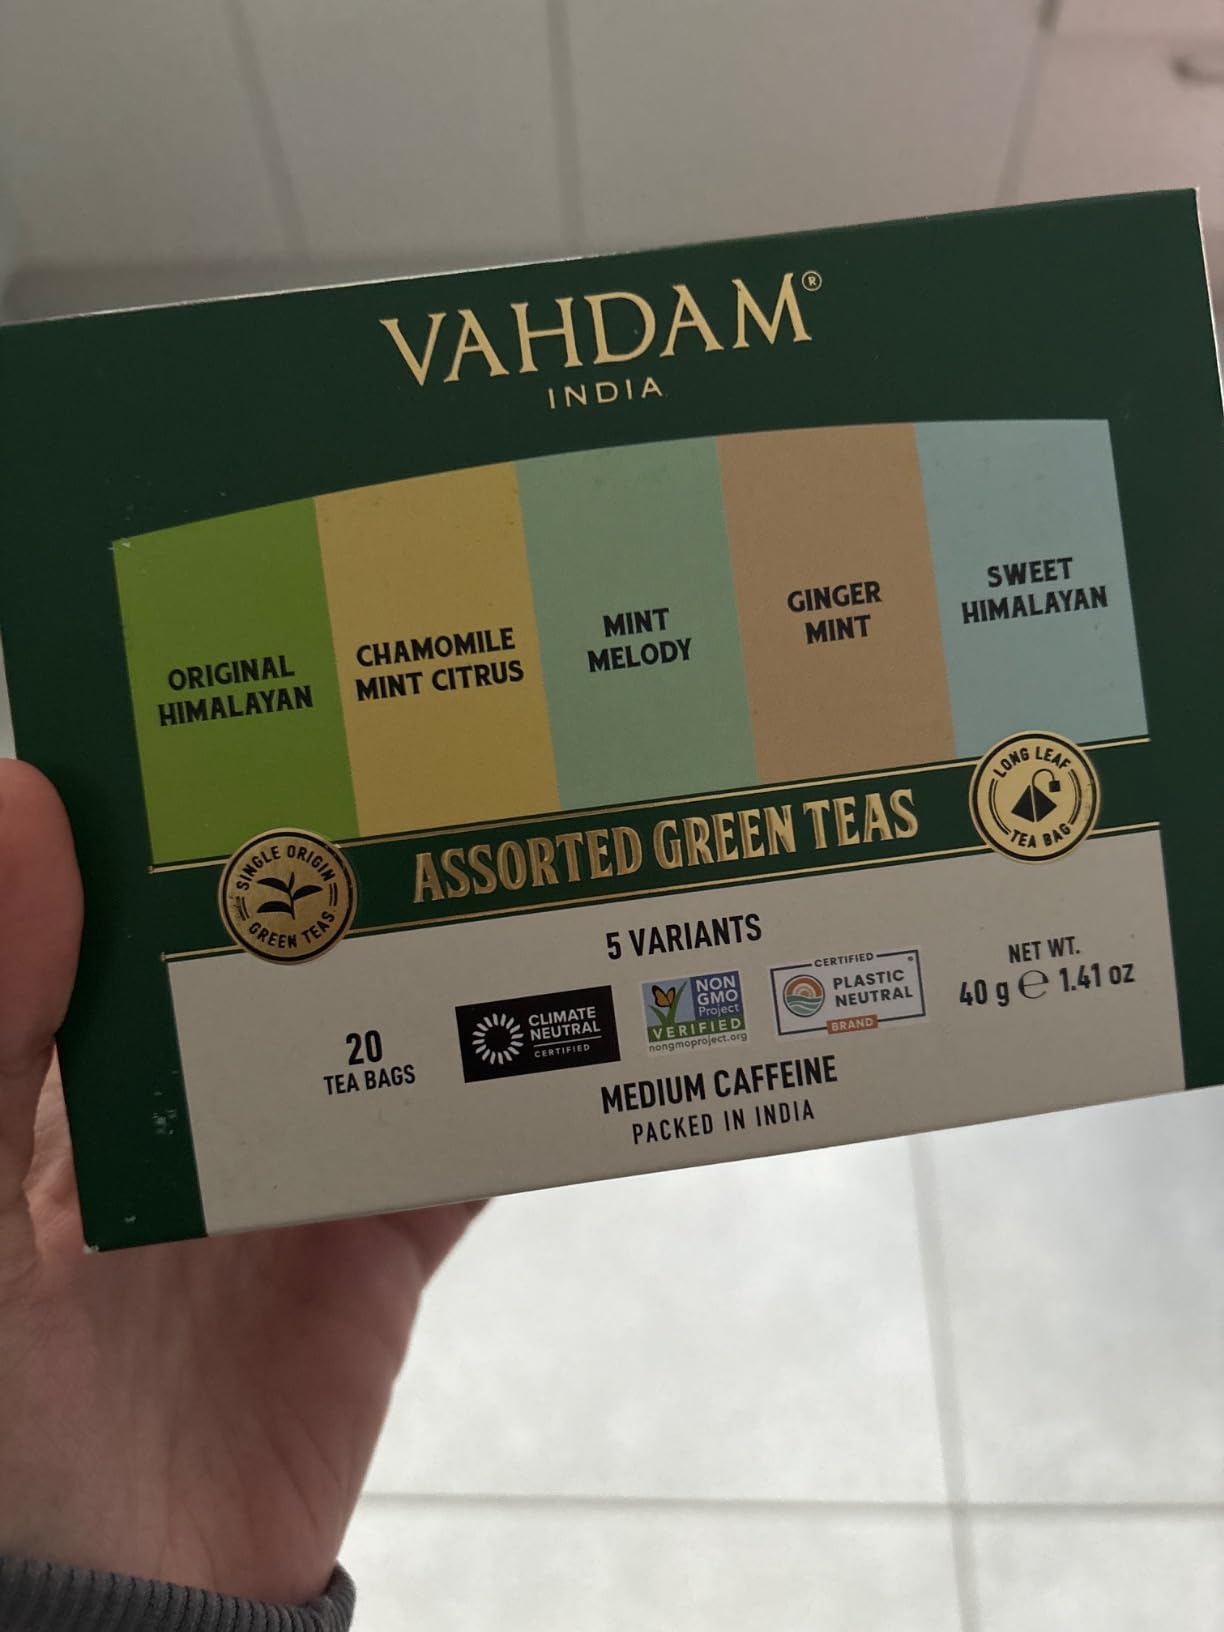 VAHDAM®
INDIA
ORIGINAL
HIMALAYAN
CHAMOMILE
MINT CITRUS
MINT
MELODY
GINGER
MINT
SWEET
HIMALAYAN
SINGLE ORIGIN
GREEN TEAS
ASSORTED GREEN TEAS
LONG LEAF
TEA BAG
5 VARIANTS
20
TEA BAGS
CLIMATE
NEUTRAL
CERTIFIED
NON
GMO
Project
VERIFIED
nongmoproject.org
CERTIFIED
PLASTIC
NEUTRAL
BRAND
NET WT.
40 g ℮ 1.41 oz
MEDIUM CAFFEINE
PACKED IN INDIA